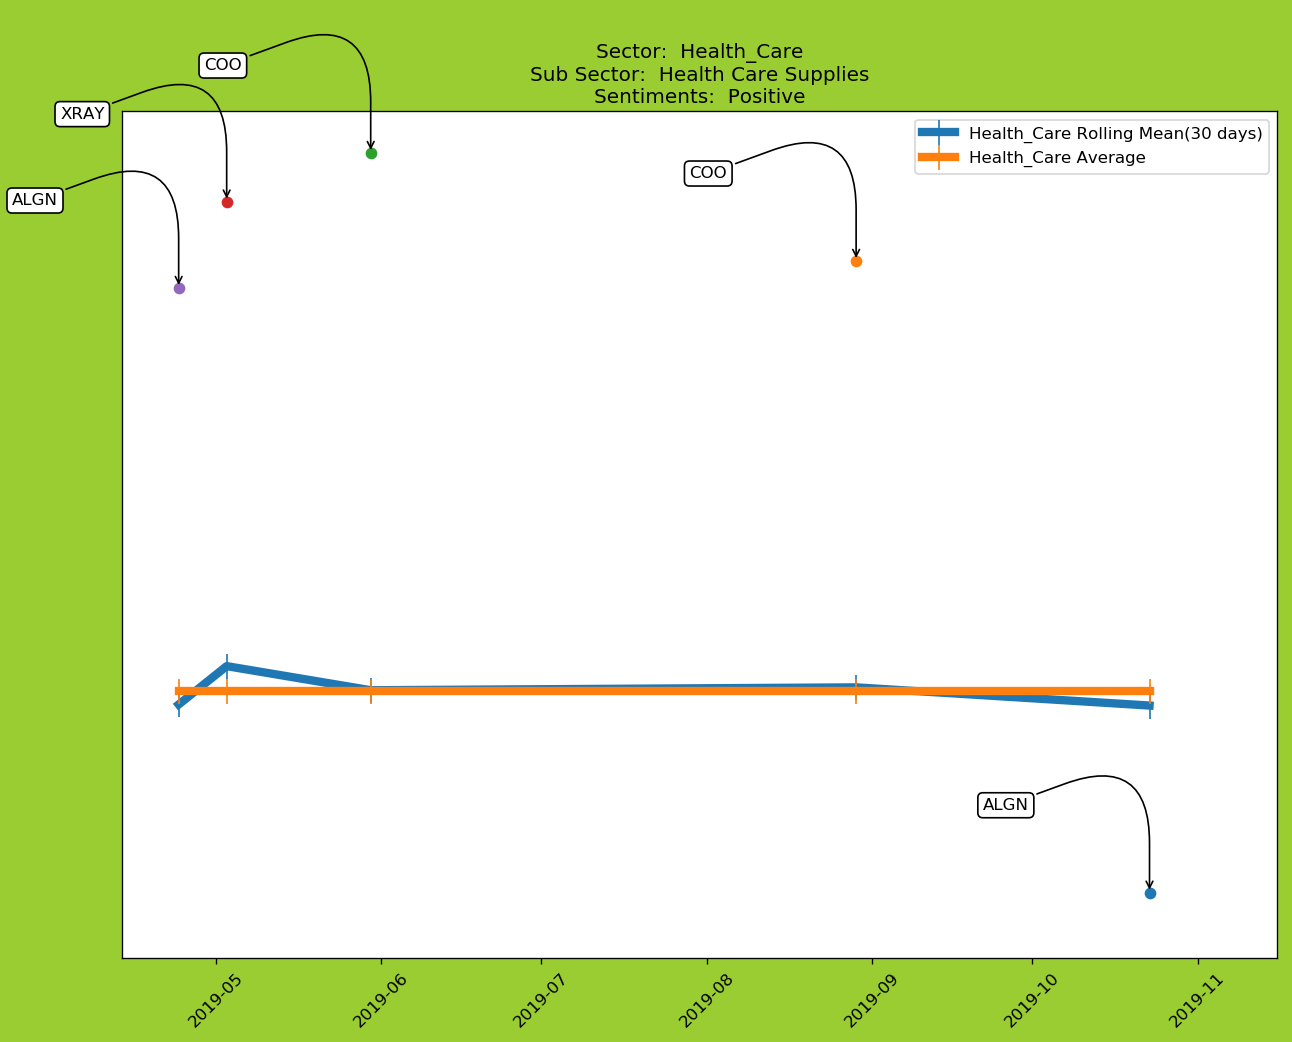 Sector:  Health_Care
Sub Sector:  Health Care Supplies
Sentiments:  Positive
COO
XRAY
ALGN
COO
Health_Care Rolling Mean(30 days)
Health_Care Average
ALGN
2019-05
2019-06
2019-07
2019-08
2019-09
2019-10
2019-11